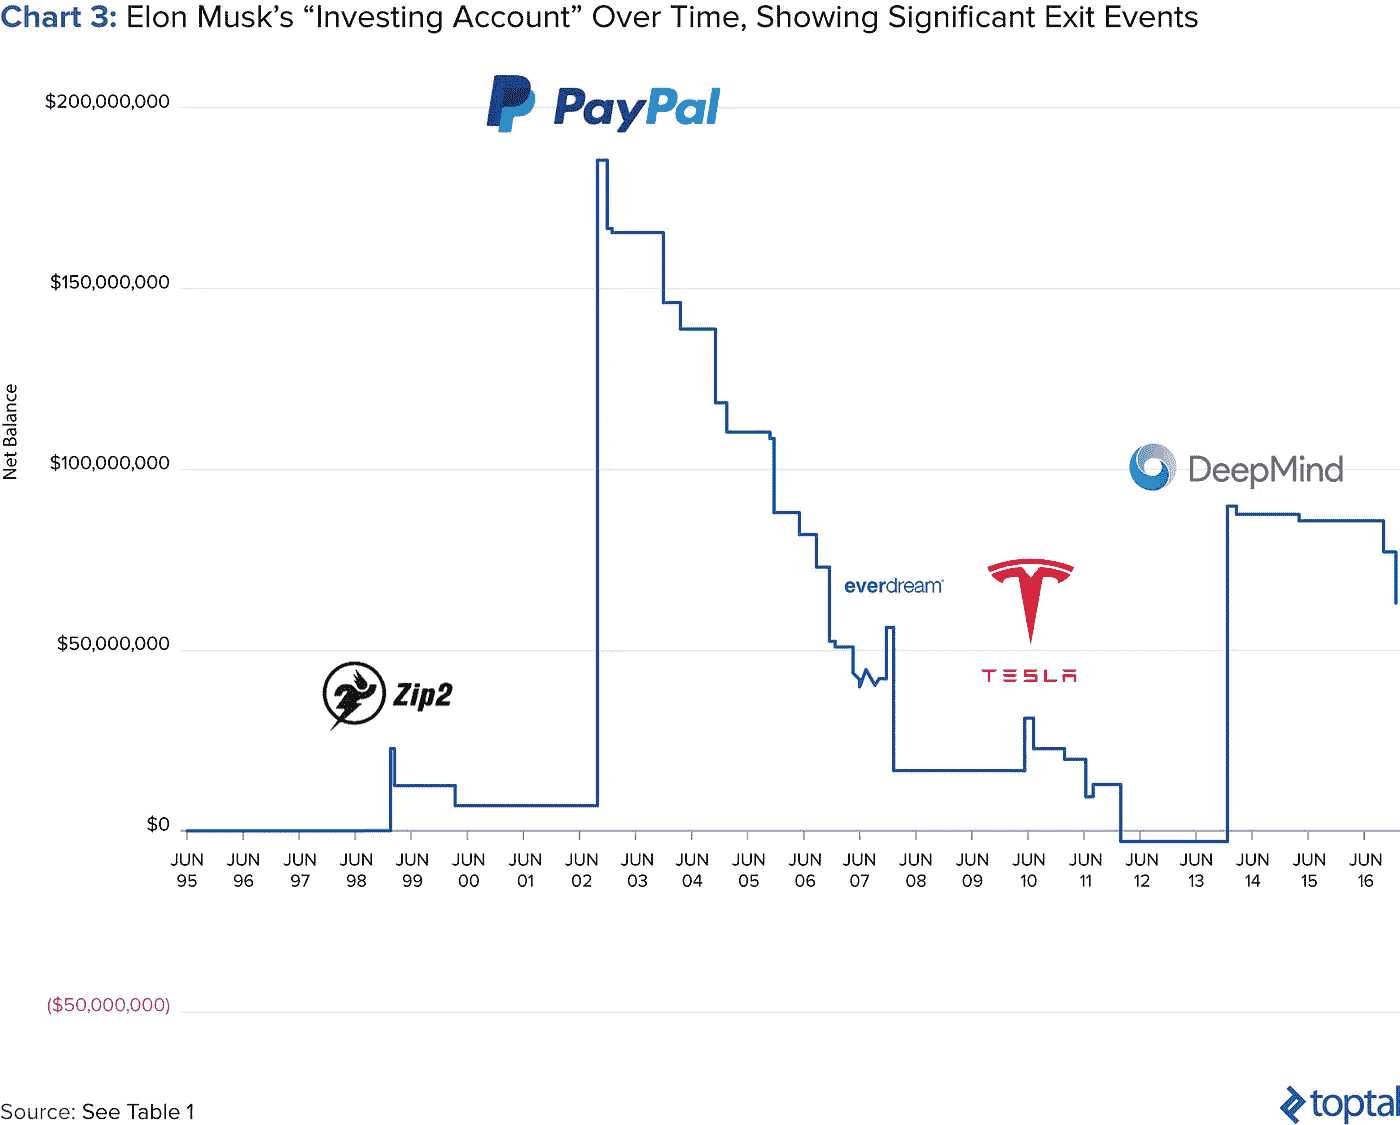 Chart 3: Elon Musk’s “Investing Account” Over Time, Showing Significant Exit Events
$200,000,000
PayPal
$150,000,000
Net Balance
$100,000,000
DeepMind
everdream
$50,000,000
TESLA
Zip2
$0
JUN JUN JUN JUN JUN JUN JUN JUN JUN JUN JUN JUN JUN JUN JUN JUN JUN JUN JUN JUN JUN JUN
95 96 97 98 99 00 01 02 03 04 05 06 07 08 09 10 11 12 13 14 15 16
($50,000,000)
Source: See Table 1
toptal